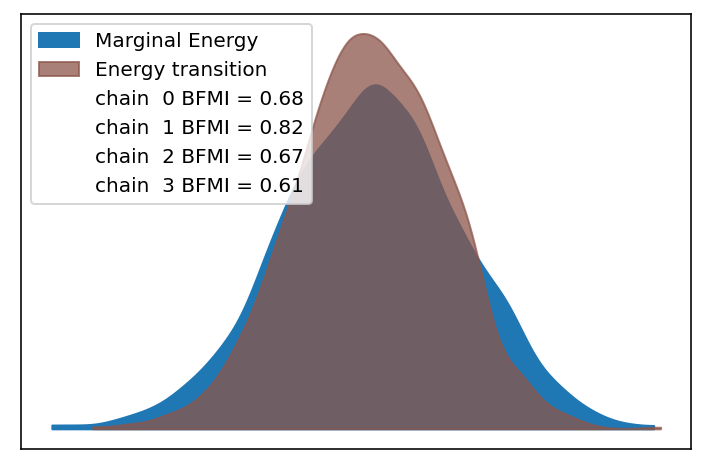 Marginal Energy
Energy transition
chain  0 BFMI = 0.68
chain  1 BFMI = 0.82
chain  2 BFMI = 0.67
chain  3 BFMI = 0.61